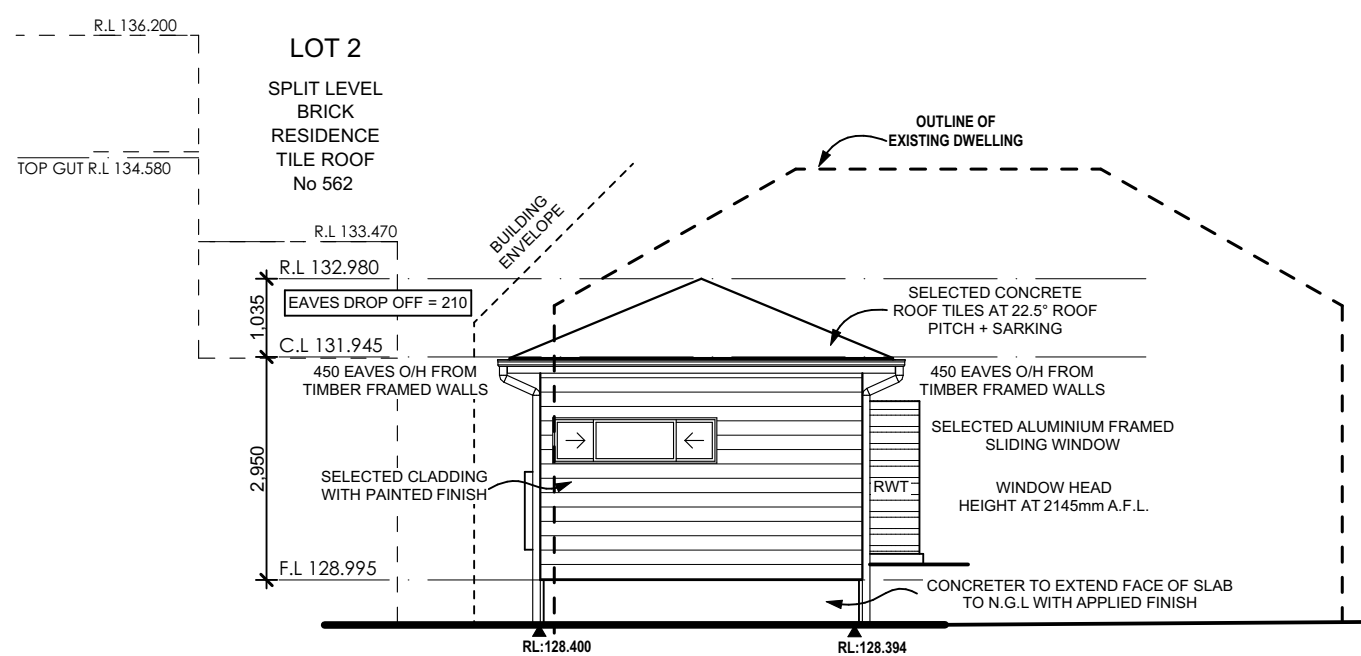 R.L 136.200
LOT 2
SPLIT LEVEL
BRICK
RESIDENCE
TILE ROOF
No 562
TOP GUT R.L 134.580
OUTLINE OF
EXISTING DWELLING
BUILDING
ENVELOPE
R.L 133.470
R.L 132.980
EAVES DROP OFF = 210
1,035
SELECTED CONCRETE
ROOF TILES AT 22.5° ROOF
PITCH + SARKING
C.L 131.945
450 EAVES O/H FROM
TIMBER FRAMED WALLS
450 EAVES O/H FROM
TIMBER FRAMED WALLS
SELECTED ALUMINIUM FRAMED
SLIDING WINDOW
2,950
SELECTED CLADDING
WITH PAINTED FINISH
RWT
WINDOW HEAD
HEIGHT AT 2145mm A.F.L.
F.L 128.995
CONCRETER TO EXTEND FACE OF SLAB
TO N.G.L WITH APPLIED FINISH
RL:128.400
RL:128.394